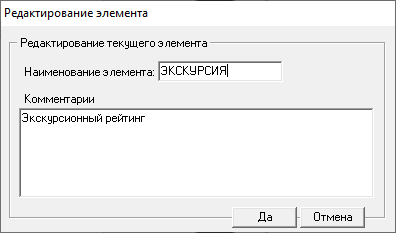 Редактирование элемента
Редактирование текущего элемента
Наименование элемента: ЭКСКУРСИЯ
Комментарии
Экскурсионный рейтинг
Да Отмена